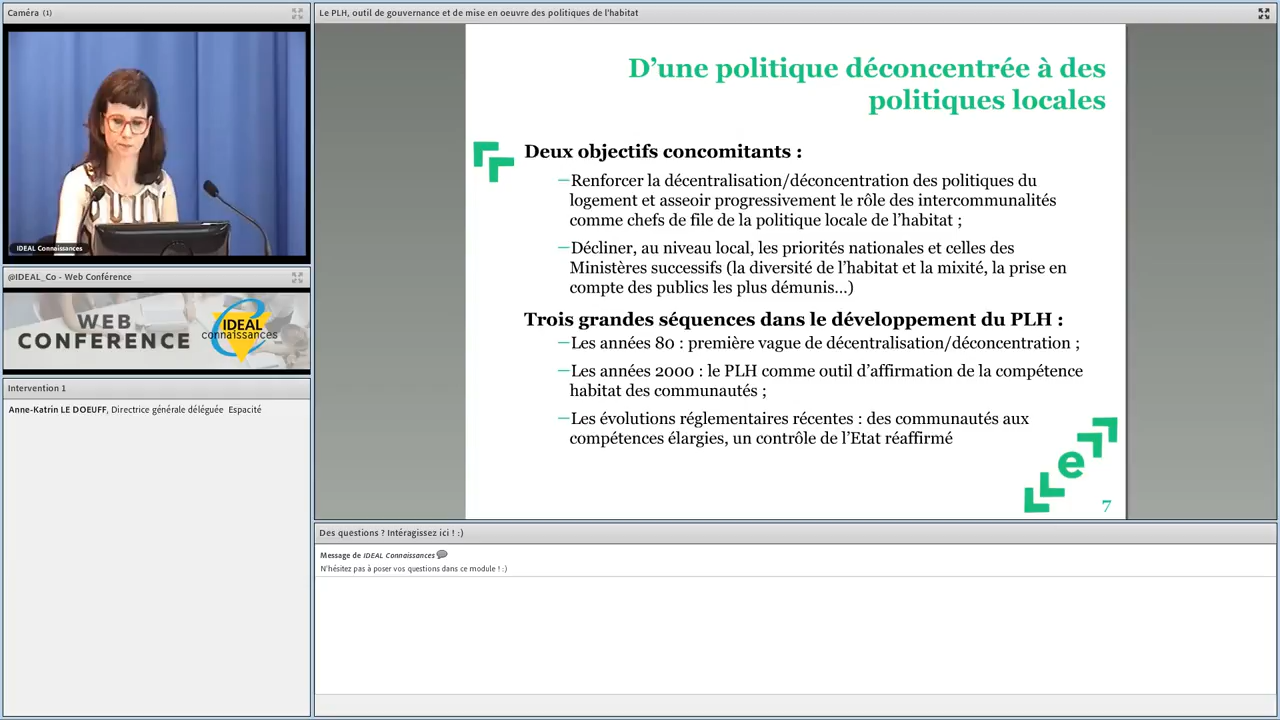 Caméra (1)
IDEAL Connaissances
@IDEAL_Co - Web Conférence
WEB
CONFERENCE
IDEAL
connaissances
Intervention 1
Anne-Katrin LE DOEUFF, Directrice générale déléguée Espacité
Le PLH, outil de gouvernance et de mise en oeuvre des politiques de l'habitat
D’une politique déconcentrée à des
politiques locales
Deux objectifs concomitants :
–Renforcer la décentralisation/déconcentration des politiques du
logement et asseoir progressivement le rôle des intercommunalités
comme chefs de file de la politique locale de l’habitat ;
–Décliner, au niveau local, les priorités nationales et celles des
Ministères successifs (la diversité de l’habitat et la mixité, la prise en
compte des publics les plus démunis…)
Trois grandes séquences dans le développement du PLH :
–Les années 80 : première vague de décentralisation/déconcentration ;
–Les années 2000 : le PLH comme outil d’affirmation de la compétence
habitat des communautés ;
–Les évolutions réglementaires récentes : des communautés aux
compétences élargies, un contrôle de l’Etat réaffirmé
e
7
Des questions ? Intéragissez ici ! :)
Message de IDEAL Connaissances
N'hésitez pas à poser vos questions dans ce module ! :)